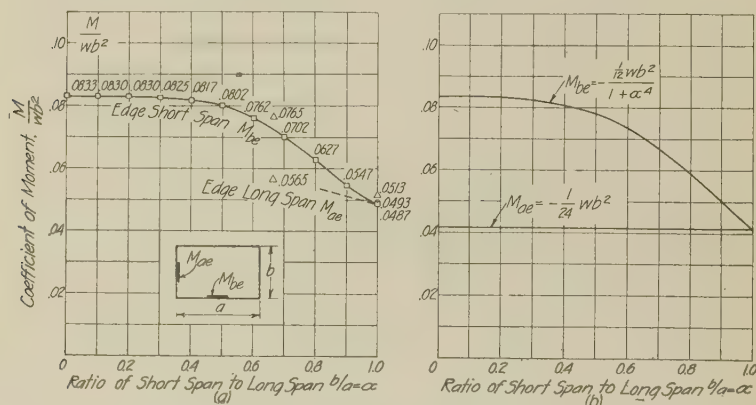 M/wb²
.10
.0833 .0830 .0830 .0825 .0817
.0802
.0762
.0765
.08
Edge Short Span M_be
.0702
.0627
.06
Edge Long Span M_ae
.0565
.0547
.0513
.0493
.0487
.04
.02
M_ae
M_be
b
a
0
0 0.2 0.4 0.6 0.8 1.0
Coefficient of Moment, M/wb²
Ratio of Short Span to Long Span b/a=α
(a)
.10
M_be = - 1/12 wb² / 1 + α⁴
.08
.06
M_ae = - 1/24 wb²
.04
.02
0
0 0.2 0.4 0.6 0.8 1.0
Ratio of Short Span to Long Span b/a=α
(b)